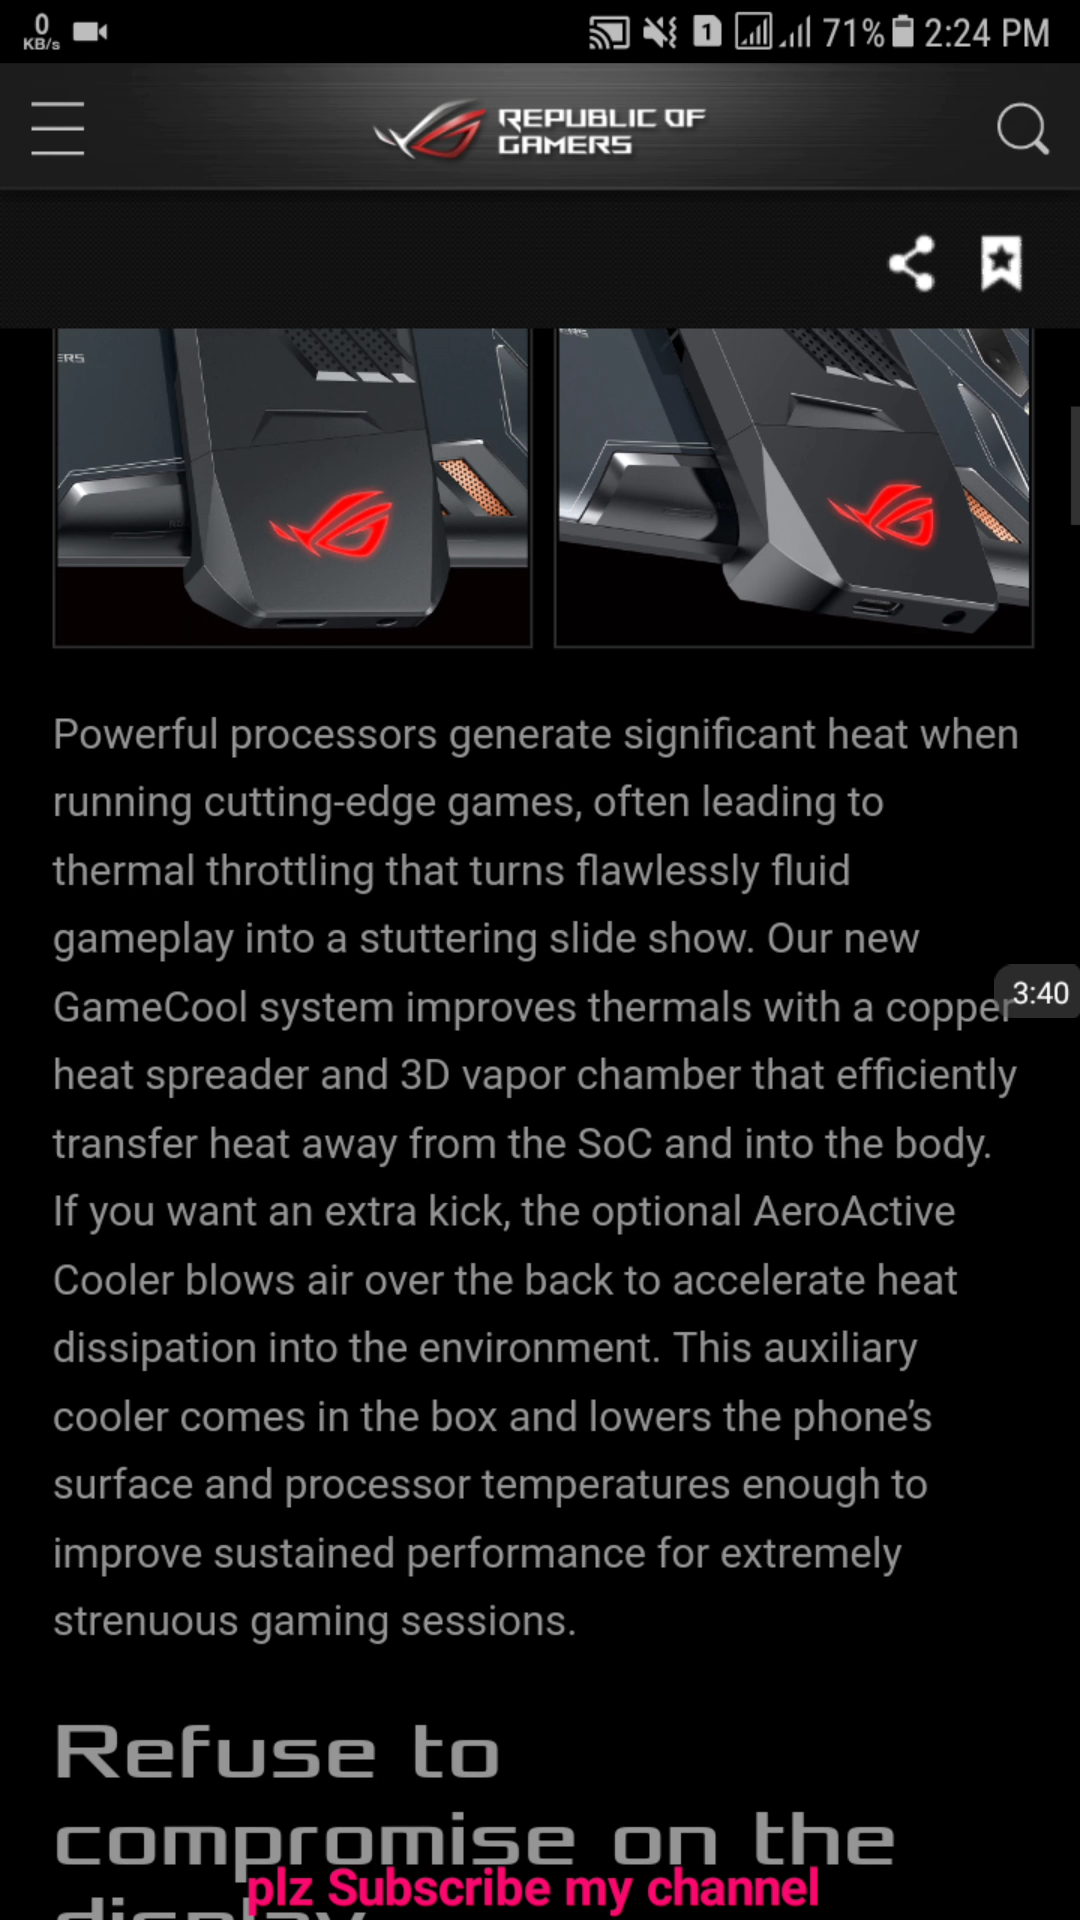 0
KB/s
1
71%
2:24 PM
REPUBLIC OF
GAMERS
ERS
ERS
Powerful processors generate significant heat when
running cutting-edge games, often leading to
thermal throttling that turns flawlessly fluid
gameplay into a stuttering slide show. Our new
GameCool system improves thermals with a copper
3:40
heat spreader and 3D vapor chamber that efficiently
transfer heat away from the SoC and into the body.
If you want an extra kick, the optional AeroActive
Cooler blows air over the back to accelerate heat
dissipation into the environment. This auxiliary
cooler comes in the box and lowers the phone’s
surface and processor temperatures enough to
improve sustained performance for extremely
strenuous gaming sessions.
Refuse to
compromise on the
display
plz Subscribe my channel